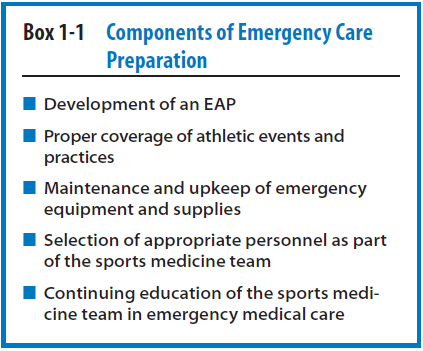 Box 1-1 Components of Emergency Care
Preparation
■ Development of an EAP
■ Proper coverage of athletic events and
practices
■ Maintenance and upkeep of emergency
equipment and supplies
■ Selection of appropriate personnel as part
of the sports medicine team
■ Continuing education of the sports medi-
cine team in emergency medical care